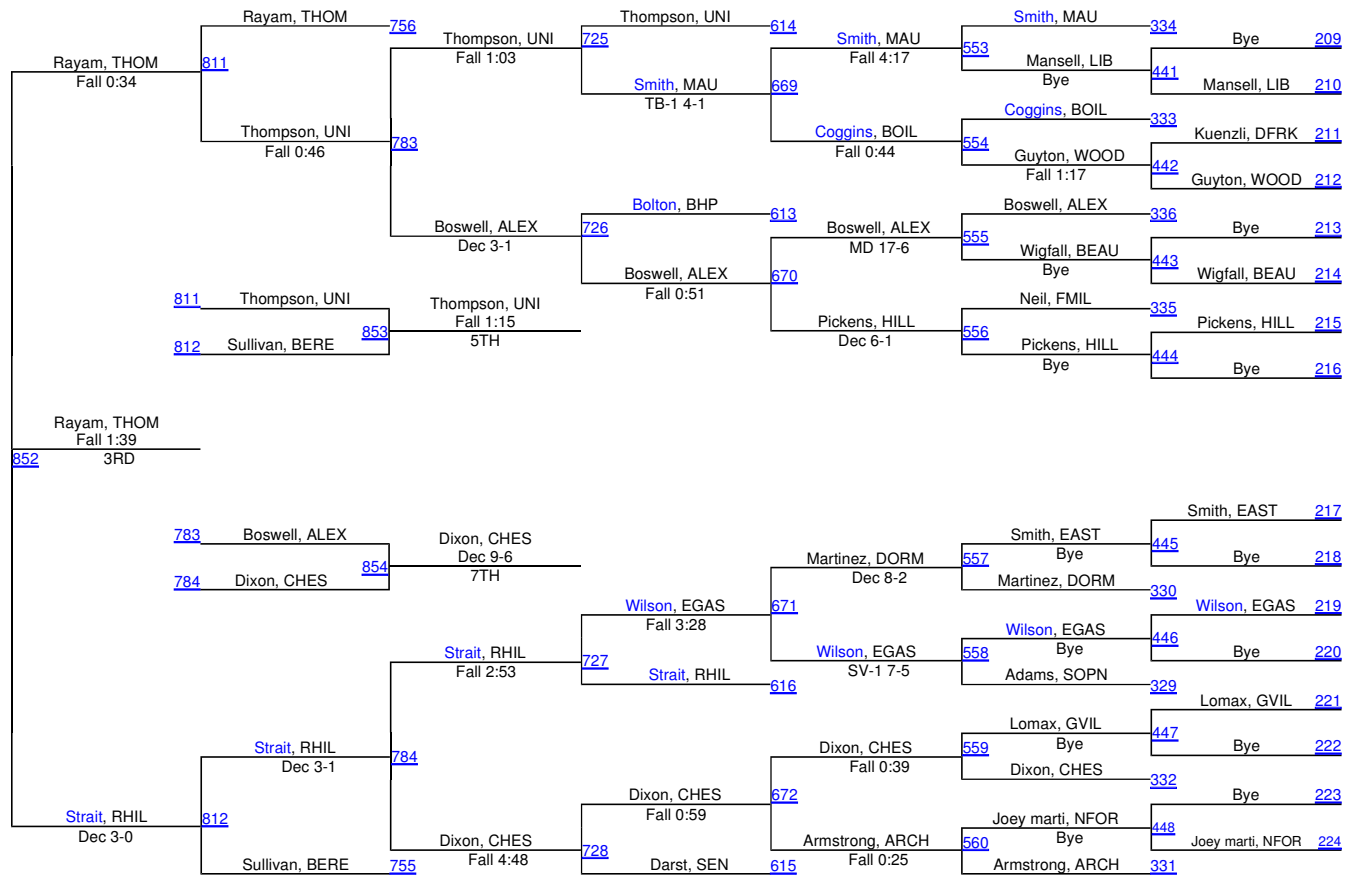 Rayam, THOM
756
Thompson, UNI
614
Smith, MAU
334
Bye 209
Thompson, UNI
Fall 1:03
725
Smith, MAU
Fall 4:17
553
Mansell, LIB
Bye
441
Mansell, LIB 210
Rayam, THOM
Fall 0:34
811
Smith, MAU
TB-1 4-1
669
Coggins, BOIL
333
Kuenzli, DFRK 211
Thompson, UNI
Fall 0:46
783
Coggins, BOIL
Fall 0:44
554
Guyton, WOOD
Fall 1:17
442
Guyton, WOOD 212
Bolton, BHP
613
Boswell, ALEX
336
Bye 213
Boswell, ALEX
Dec 3-1
726
Boswell, ALEX
MD 17-6
555
Wigfall, BEAU
Bye
443
Wigfall, BEAU 214
Boswell, ALEX
Fall 0:51
670
811
Thompson, UNI
Thompson, UNI
Fall 1:15
5TH
853
812
Sullivan, BERE
Neil, FMIL
335
Pickens, HILL 215
Pickens, HILL
Dec 6-1
556
Pickens, HILL
Bye
444
Bye 216
Rayam, THOM
Fall 1:39
3RD
852
Smith, EAST 217
783
Boswell, ALEX
Dixon, CHES
Dec 9-6
7TH
854
784
Dixon, CHES
Smith, EAST
Bye
445
Bye 218
Martinez, DORM
Dec 8-2
557
Martinez, DORM
330
Wilson, EGAS
Fall 3:28
671
Wilson, EGAS 219
Wilson, EGAS
Bye
446
Strait, RHIL
Fall 2:53
727
Wilson, EGAS
SV-1 7-5
558
Bye 220
Strait, RHIL
616
Adams, SOPN
329
Lomax, GVIL 221
Lomax, GVIL
Bye
447
Strait, RHIL
Dec 3-1
784
Dixon, CHES
Fall 0:39
559
Bye 222
Dixon, CHES
332
Dixon, CHES
Fall 0:59
672
Bye 223
Strait, RHIL
Dec 3-0
812
Joey marti, NFOR
Bye
448
Dixon, CHES
Fall 4:48
728
Armstrong, ARCH
Fall 0:25
560
Joey marti, NFOR 224
Sullivan, BERE
755
Darst, SEN
615
Armstrong, ARCH
331